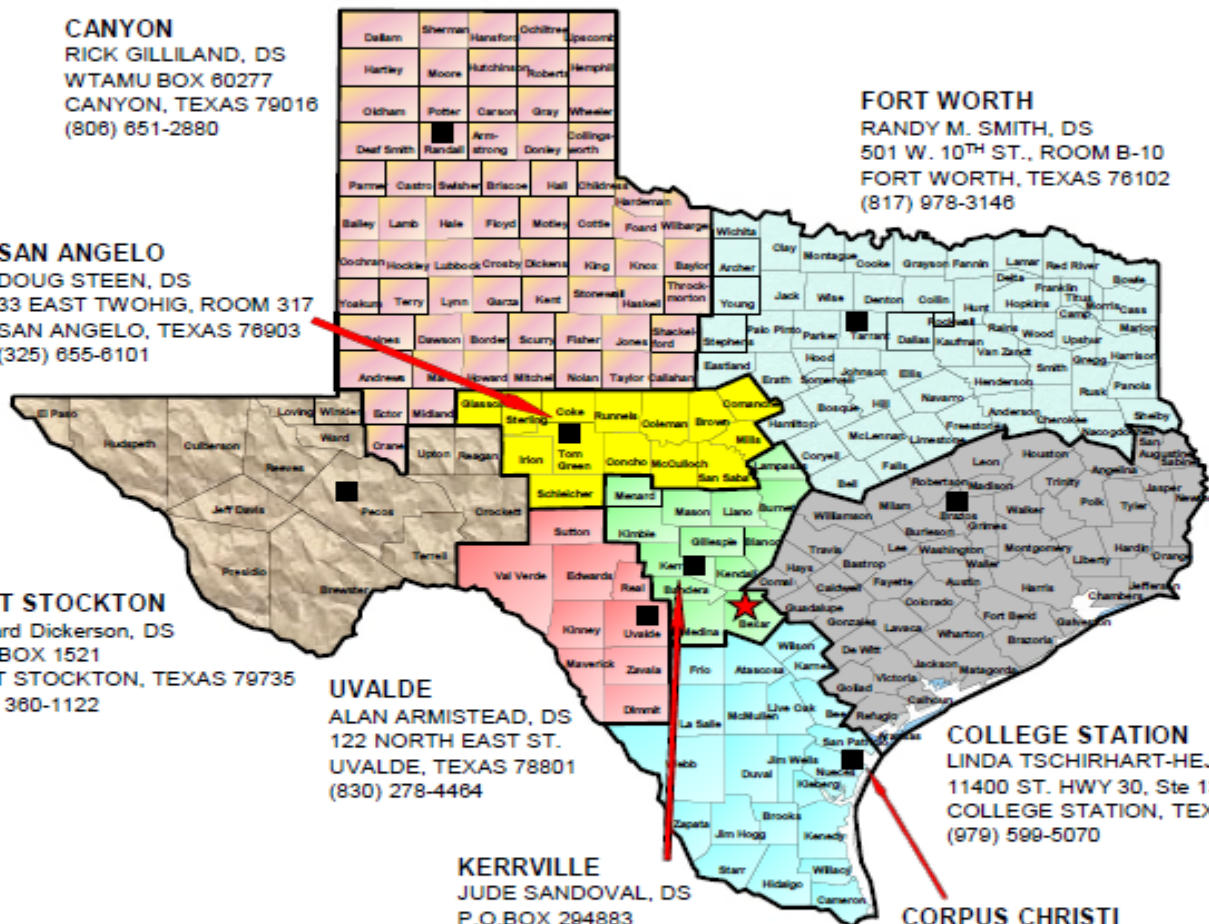 CANYON
RICK GILLILAND, DS
WTAMU BOX 60277
CANYON, TEXAS 79016
(806) 651-2880
FORT WORTH
RANDY M. SMITH, DS
501 W. 10TH ST., ROOM B-10
FORT WORTH, TEXAS 76102
(817) 978-3146
SAN ANGELO
DOUG STEEN, DS
33 EAST TWOHIG, ROOM 317
SAN ANGELO, TEXAS 76903
(325) 655-6101
T STOCKTON
ard Dickerson, DS
BOX 1521
T STOCKTON, TEXAS 79735
360-1122
UVALDE
ALAN ARMISTEAD, DS
122 NORTH EAST ST.
UVALDE, TEXAS 78801
(830) 278-4464
KERRVILLE
JUDE SANDOVAL, DS
P.O.BOX 294883
COLLEGE STATION
LINDA TSCHIRHART-HEJ
11400 ST. HWY 30, Ste 1
COLLEGE STATION, TEX
(979) 599-5070
CORPUS CHRISTI
Dallam Sherman Hansford Ochiltree Lipscomb
Hartley Moore Hutchinson Roberts Hemphill
Oldham Potter Carson Gray Wheeler
Deaf Smith Randall Arm-strong Donley Collings-worth
Parmer Castro Swisher Briscoe Hall Childress
Hardeman
Bailey Lamb Hale Floyd Motley Cottle Foard Wilbarge
Cochran Hockley Lubbock Crosby Dickens King Knox Baylor
Yoakum Terry Lynn Garza Kent Stonewall Haskell Throck-morton
Dawson Borden Scurry Fisher Jones Shackel-ford
Andrews Howard Mitchell Nolan Taylor Callahan
Ector Midland
Crane
Wichita Clay Montague Cooke Grayson Fannin Lamar Red River Bowie
Archer Delta Franklin Titus Morris Cass
Young Jack Wise Denton Collin Hunt Hopkins Camp Marion
Stephens Palo Pinto Parker Tarrant Dallas Rockwall Kaufman Rains Wood Upshur
Eastland Hood Johnson Ellis Van Zandt Smith Gregg Harrison
Erath Somervell Henderson Rusk Panola
Bosque Hill Navarro Anderson Cherokee Shelby
Hamilton McLennan Limestone Freestone Nacogdoches
Coryell Falls
Bell
Sterling Coke Runnels Coleman Brown Comanche
Irion Tom Green Concho McCulloch San Saba Mills
Schleicher
El Paso Hudspeth Culberson Reeves Loving Winkler Ward
Upton Reagan
Jeff Davis Pecos Crockett
Presidio Brewster Terrell
Lampasas
Menard Mason Llano Burnet
Kimble Gillespie Blanco
Kerr Kendall
Bandera Comal
Medina Bexar
Sutton
Val Verde Edwards Real
Kinney Uvalde
Maverick Zavala
Dimmit
Leon Houston Angelina San Augustine Sabine
Robertson Madison Trinity Jasper
Williamson Milam Brazos Walker Polk Tyler
Burleson Grimes
Travis Lee Washington Montgomery Liberty Hardin Orange
Hays Bastrop Waller
Caldwell Fayette Austin Harris Jefferson
Guadalupe Colorado Chambers
Gonzales Lavaca Fort Bend Galveston
De Witt Wharton Brazoria
Jackson Matagorda
Victoria
Goliad Calhoun
Refugio
Wilson
Frio Atascosa Karnes
La Salle McMullen Live Oak Bee
San Patricio
Duval Jim Wells Nueces
Kleberg
Zapata Jim Hogg Brooks Kenedy
Starr Hidalgo Willacy
Cameron